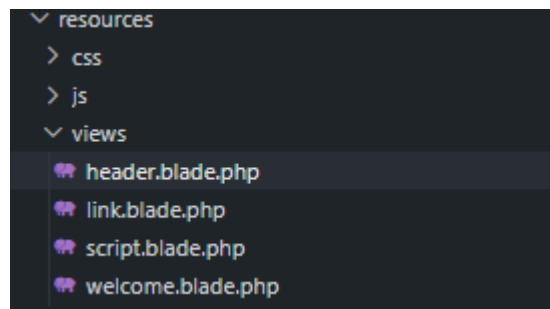 resources
css
js
views
header.blade.php
link.blade.php
script.blade.php
welcome.blade.php